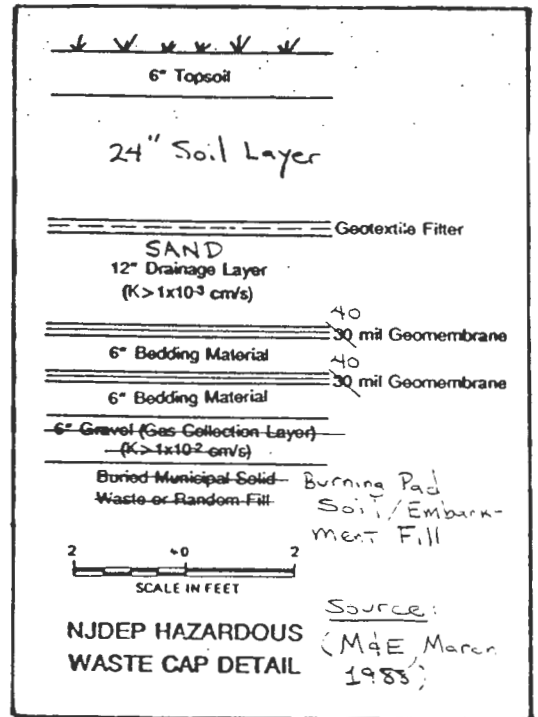 6" Topsoil
24" Soil Layer
Geotextile Filter
SAND
12" Drainage Layer
(K>1x10-3 cm/s)
40
30 mil Geomembrane
6" Bedding Material
40
30 mil Geomembrane
6" Bedding Material
6" Gravel (Gas Collection Layer)
(K>1x10-2 cm/s)
Buried Municipal Solid
Waste or Random Fill
Burning Pad
Soil/Embank-
ment Fill
2 0 2
SCALE IN FEET
NJDEP HAZARDOUS
WASTE CAP DETAIL
Source:
(M&E, March
1988)